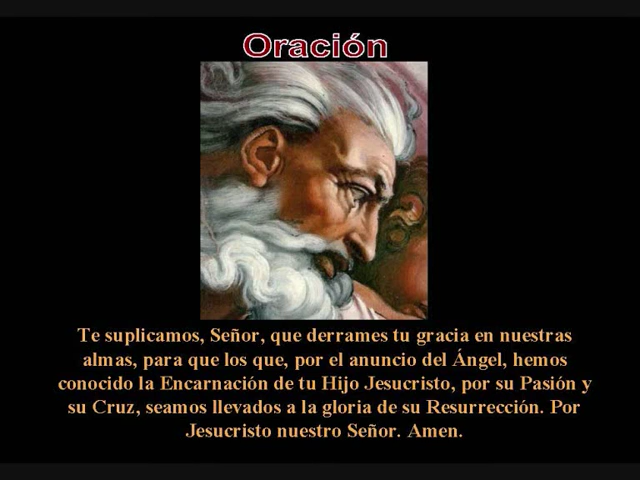 Oración
Te suplicamos, Señor, que derrames tu gracia en nuestras
almas, para que los que, por el anuncio del Ángel, hemos
conocido la Encarnación de tu Hijo Jesucristo, por su Pasión y
su Cruz, seamos llevados a la gloria de su Resurrección. Por
Jesucristo nuestro Señor. Amen.